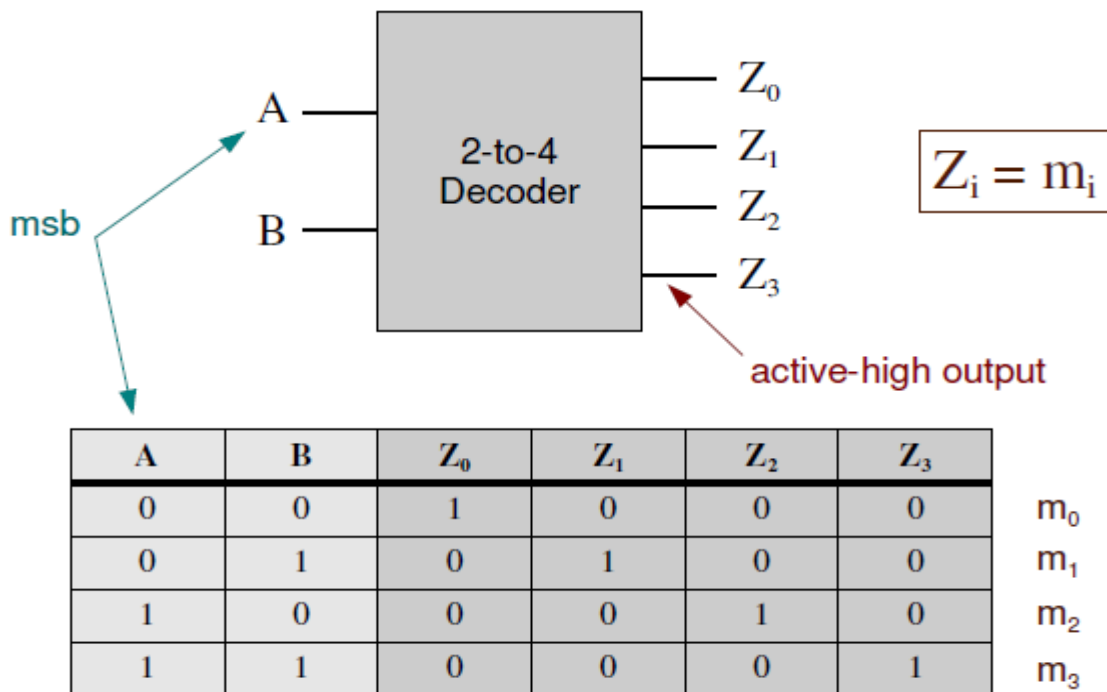 A
B
msb
2-to-4
Decoder
Z₀
Z₁
Z₂
Z₃
Zᵢ = mᵢ
active-high output
A B Z₀ Z₁ Z₂ Z₃
0 0 1 0 0 0 m₀
0 1 0 1 0 0 m₁
1 0 0 0 1 0 m₂
1 1 0 0 0 1 m₃